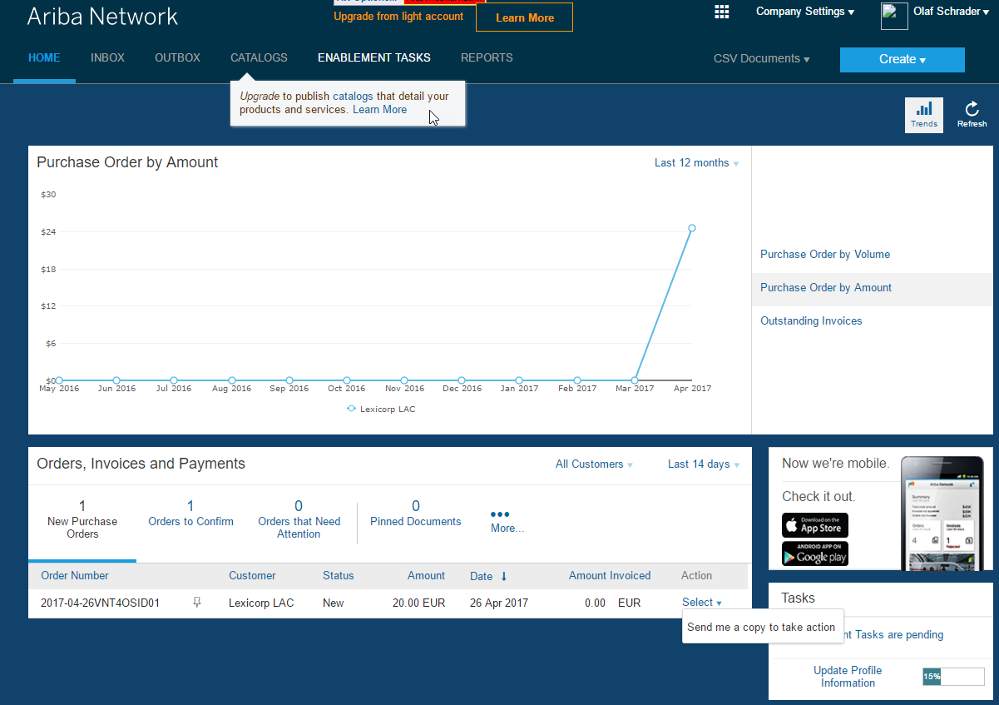 Ariba Network
Upgrade from light account
Learn More
Company Settings
Olaf Schrader
HOME
INBOX
OUTBOX
CATALOGS
ENABLEMENT TASKS
REPORTS
CSV Documents
Create
Upgrade to publish catalogs that detail your
products and services. Learn More
Trends
Refresh
Purchase Order by Amount
Last 12 months
$30
$24
$18
$12
$6
$0
May 2016
Jun 2016
Jul 2016
Aug 2016
Sep 2016
Oct 2016
Nov 2016
Dec 2016
Jan 2017
Feb 2017
Mar 2017
Apr 2017
Lexicorp LAC
Purchase Order by Volume
Purchase Order by Amount
Outstanding Invoices
Orders, Invoices and Payments
All Customers
Last 14 days
1
New Purchase
Orders
1
Orders to Confirm
0
Orders that Need
Attention
0
Pinned Documents
More...
Order Number
Customer
Status
Amount
Date
Amount Invoiced
Action
2017-04-26VNT4OSID01
Lexicorp LAC
New
20.00 EUR
26 Apr 2017
0.00 EUR
Select
Send me a copy to take action
Now we're mobile.
Check it out.
Download on the
App Store
ANDROID APP ON
Google play
Ariba Network
Summary
Orders
4
Invoices
1
Tasks
Tasks are pending
Update Profile
Information
15%